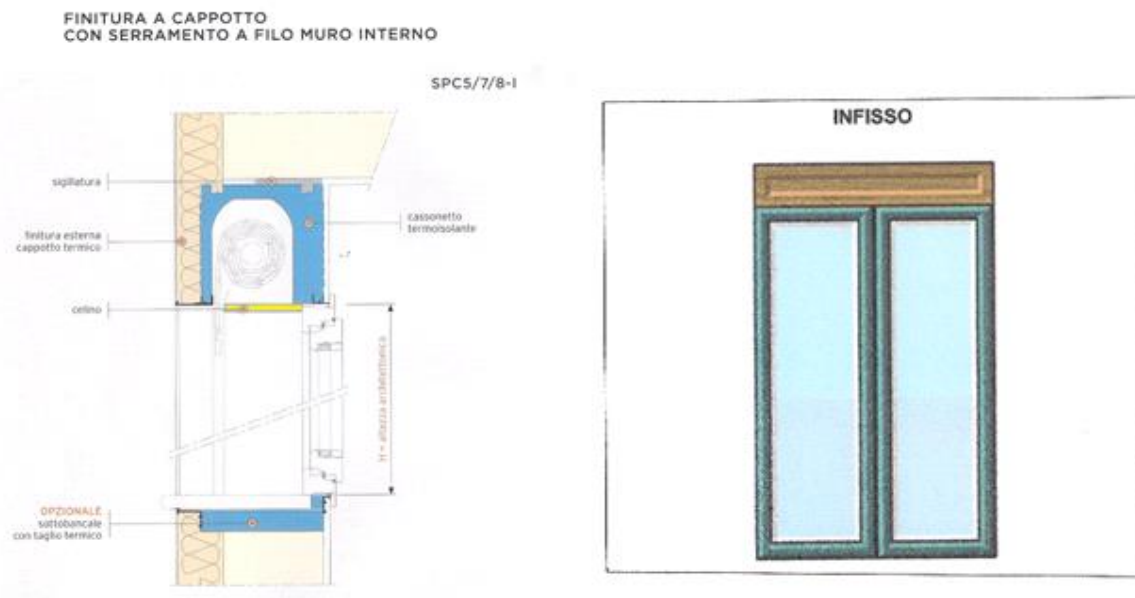 FINITURA A CAPPOTTO
CON SERRAMENTO A FILO MURO INTERNO
SPC5/7/8-I
sigillatura
finitura esterna
cappotto termico
cassonetto
termoisolante
celino
H = altezza architettonica
OPZIONALE
sottobancale
con taglio termico
INFISSO